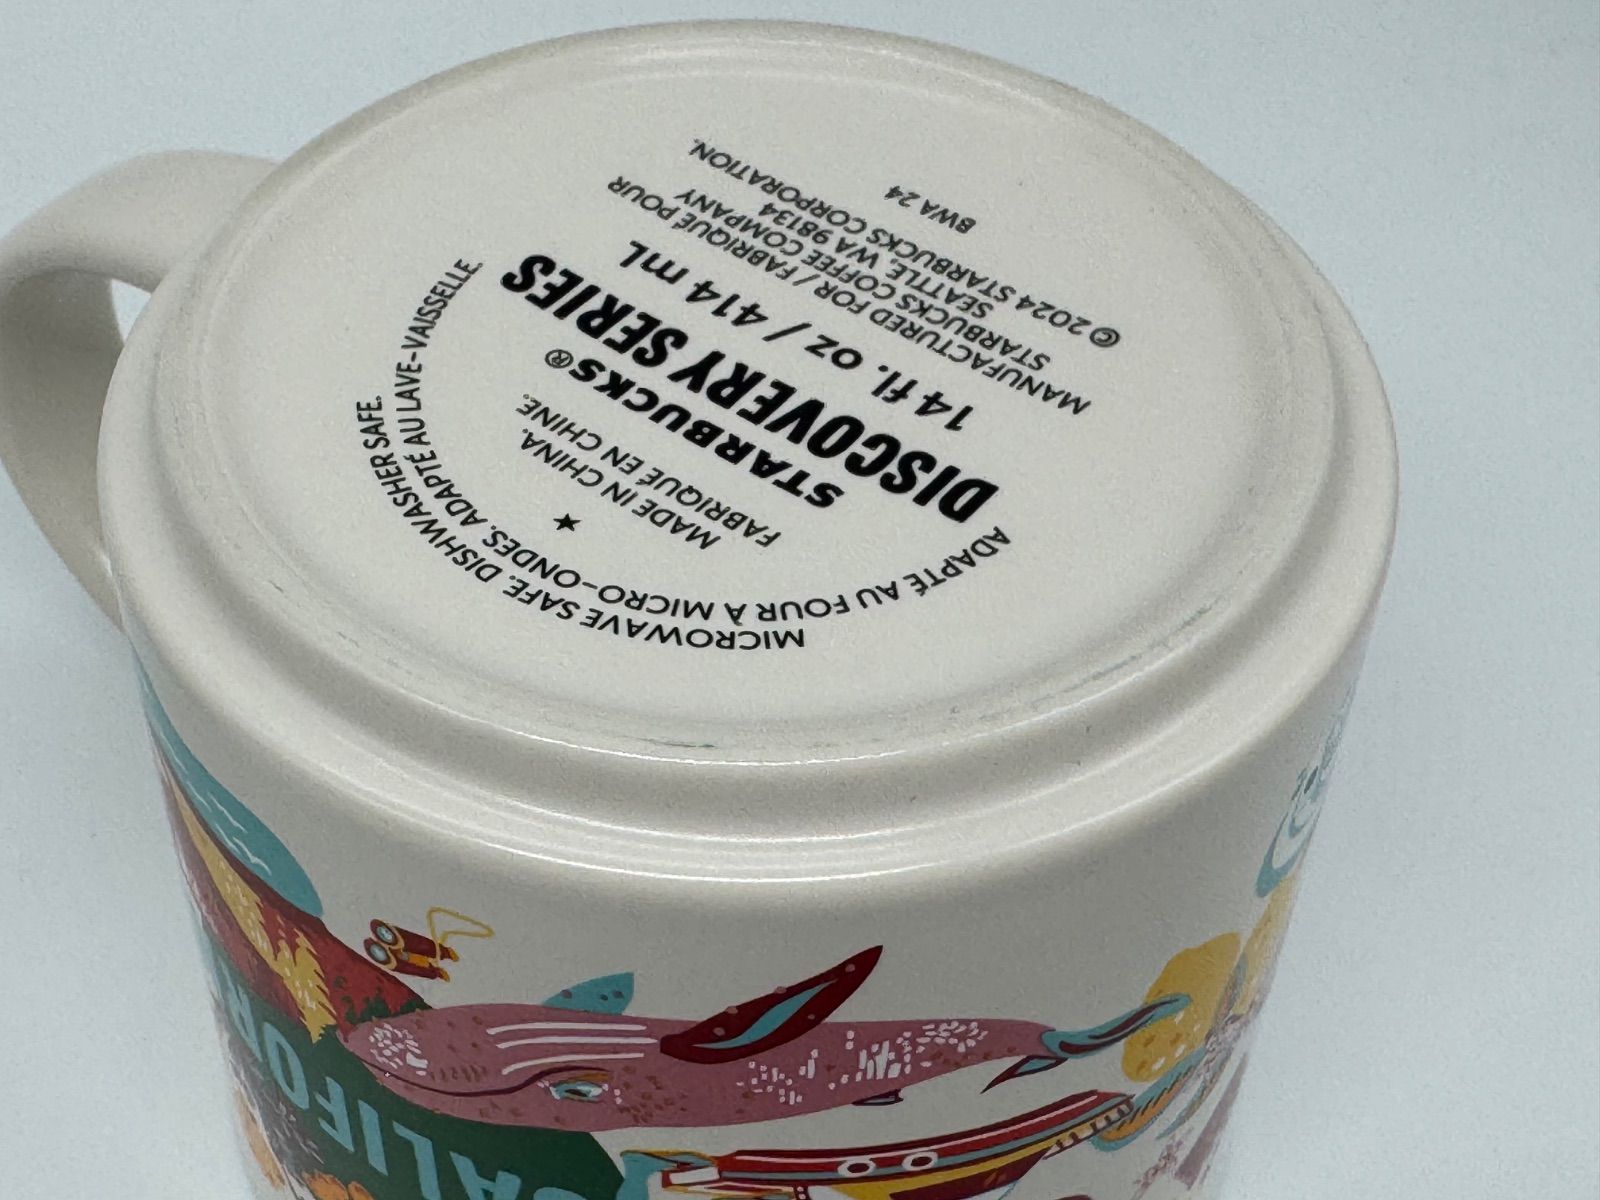 MICROWAVE SAFE. DISHWASHER SAFE.
ADAPTÉ AU FOUR À MICRO-ONDES. ADAPTÉ AU LAVE-VAISSELLE.
MADE IN CHINA.
FABRIQUÉ EN CHINE.
STARBUCKS®
DISCOVERY SERIES
14 fl. oz / 414 mL
MANUFACTURED FOR / FABRIQUÉ POUR
STARBUCKS COFFEE COMPANY
SEATTLE, WA 98134
© 2024 STARBUCKS CORPORATION.
BWA 24
CALIFOR